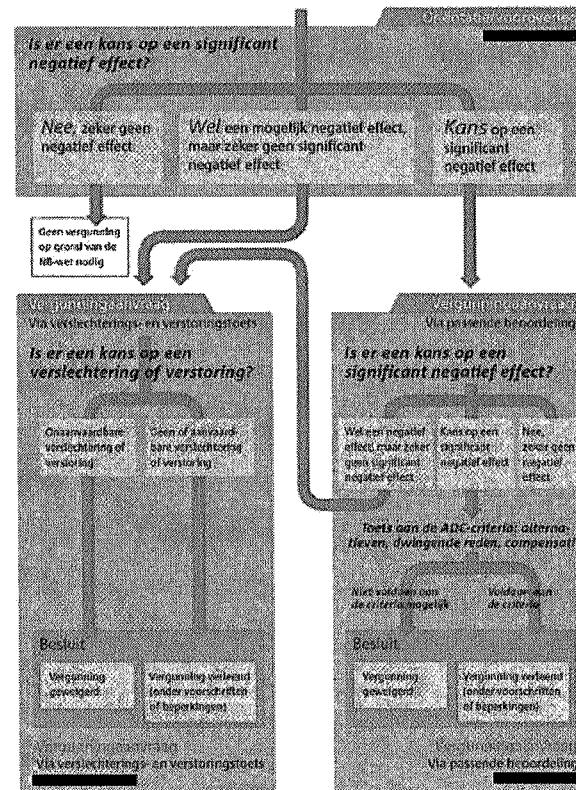 Is er een kans op een significant
negatief effect?
Nee, zeker geen
negatief effect
Wel een mogelijk negatief effect,
maar zeker geen significant
negatief effect
Kans op een
significant
negatief effect
Geen vergunning
op grond van de
NB-wet nodig
Vergunningaanvraag
Via verslechterings- en verstoringstoets
Is er een kans op een
verslechtering of verstoring?
Onaanvaardbare
verslechtering of
verstoring
Geen of aanvaard-
bare verslechtering
of verstoring
Besluit
Vergunning
geweigerd
Vergunning verleend
(onder voorschriften
of beperkingen)
Vergunningaanvraag
Via verslechterings- en verstoringstoets
Via passende beoordeling
Is er een kans op een
significant negatief effect?
Wel een negatief
effect, maar zeker
geen significant
negatief effect
Kans op een
significant
negatief effect
Nee,
zeker geen
negatief
effect
Toets aan de ADC-criteria: alterna-
tieven, dwingende reden, compensati
Niet voldaan aan
de criteria mogelijk
Voldaan aan
de criteria
Besluit
Vergunning
geweigerd
Vergunning verleend
(onder voorschriften
of beperkingen)
Via passende beoordeling